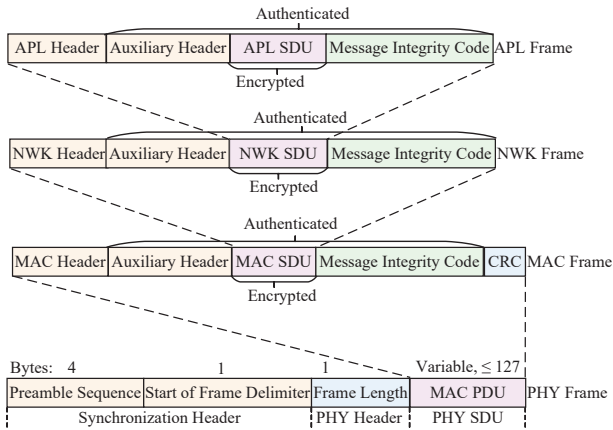 Authenticated
APL Header Auxiliary Header APL SDU Message Integrity Code APL Frame
Encrypted
Authenticated
NWK Header Auxiliary Header NWK SDU Message Integrity Code NWK Frame
Encrypted
Authenticated
MAC Header Auxiliary Header MAC SDU Message Integrity Code CRC MAC Frame
Encrypted
Bytes: 4 1 1 Variable, ≤ 127
Preamble Sequence Start of Frame Delimiter Frame Length MAC PDU PHY Frame
Synchronization Header PHY Header PHY SDU